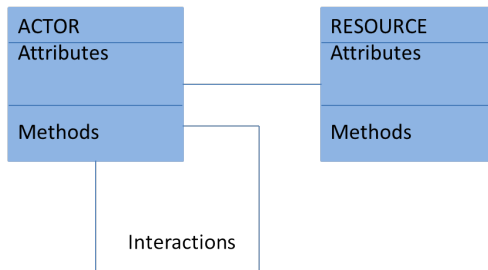 ACTOR
Attributes
Methods
RESOURCE
Attributes
Methods
Interactions